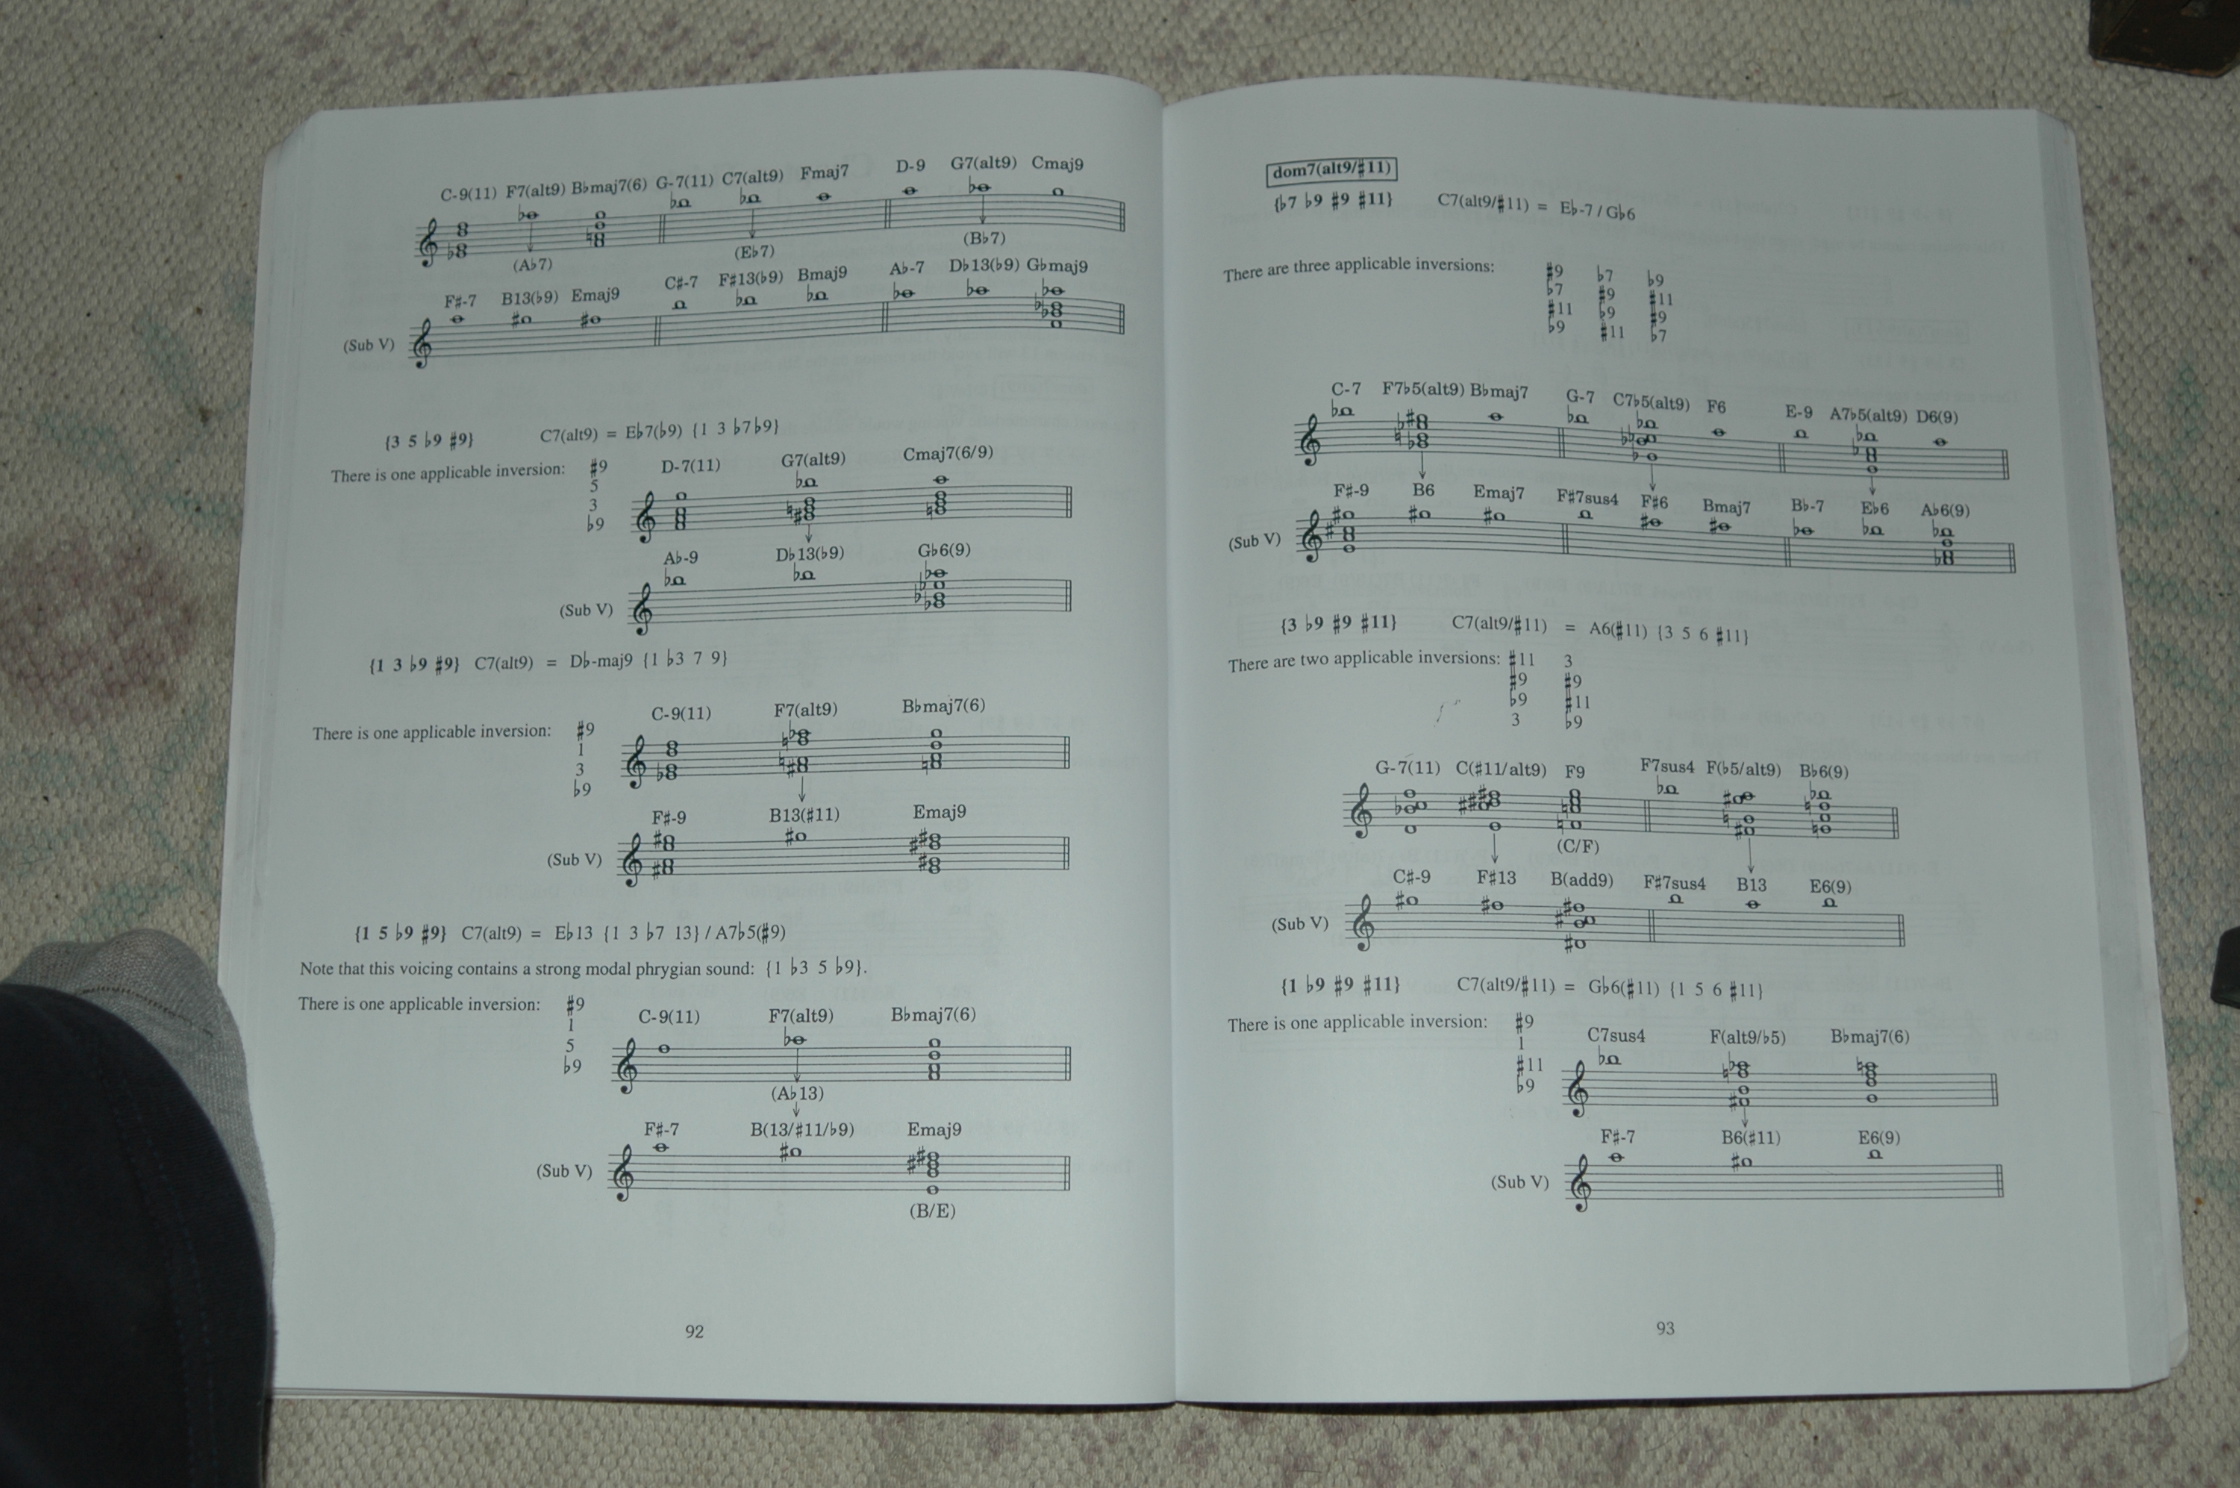 C-9(11) F7(alt9) B♭maj7(6) G-7(11) C7(alt9) Fmaj7 D-9 G7(alt9) Cmaj9
(A♭7) (E♭7) (B♭7)
F♯-7 B13(♭9) Emaj9 C♯-7 F♯13(♭9) Bmaj9 A♭-7 D♭13(♭9) G♭maj9
(Sub V)
{3 5 ♭9 ♯9} C7(alt9) = E♭7(♭9) {1 3 ♭7 ♭9}
There is one applicable inversion: ♯9
5
3
♭9
D-7(11) G7(alt9) Cmaj7(6/9)
A♭-9 D♭13(♭9) G♭6(9)
(Sub V)
{1 3 ♭9 ♯9} C7(alt9) = D♭-maj9 {1 ♭3 7 9}
There is one applicable inversion: ♯9
1
3
♭9
C-9(11) F7(alt9) B♭maj7(6)
F♯-9 B13(♯11) Emaj9
(Sub V)
{1 5 ♭9 ♯9} C7(alt9) = E♭13 {1 3 ♭7 13} / A7♭5(♯9)
Note that this voicing contains a strong modal phrygian sound: {1 ♭3 5 ♭9}.
There is one applicable inversion: ♯9
1
5
♭9
C-9(11) F7(alt9) B♭maj7(6)
(A♭13)
F♯-7 B(13/♯11/♭9) Emaj9
(Sub V)
(B/E)
92
dom7(alt9/♯11)
{♭7 ♭9 ♯9 ♯11} C7(alt9/♯11) = E♭-7 / G♭6
There are three applicable inversions: ♯9 ♭7 ♭9
♭7 ♯9 ♯11
♯11 ♭9 ♯9
♭9 ♯11 ♭7
C-7 F7♭5(alt9) B♭maj7 G-7 C7♭5(alt9) F6 E-9 A7♭5(alt9) D6(9)
F♯-9 B6 Emaj7 F♯7sus4 F♯6 Bmaj7 B♭-7 E♭6 A♭6(9)
(Sub V)
{3 ♭9 ♯9 ♯11} C7(alt9/♯11) = A6(♯11) {3 5 6 ♯11}
There are two applicable inversions: ♯11 3
♯9 ♯9
♭9 ♯11
3 ♭9
G-7(11) C(♯11/alt9) F9 F7sus4 F(♭5/alt9) B♭6(9)
(C/F)
C♯-9 F♯13 B(add9) F♯7sus4 B13 E6(9)
(Sub V)
{1 ♭9 ♯9 ♯11} C7(alt9/♯11) = G♭6(♯11) {1 5 6 ♯11}
There is one applicable inversion: ♯9
1
♯11
♭9
C7sus4 F(alt9/♭5) B♭maj7(6)
F♯-7 B6(♯11) E6(9)
(Sub V)
93